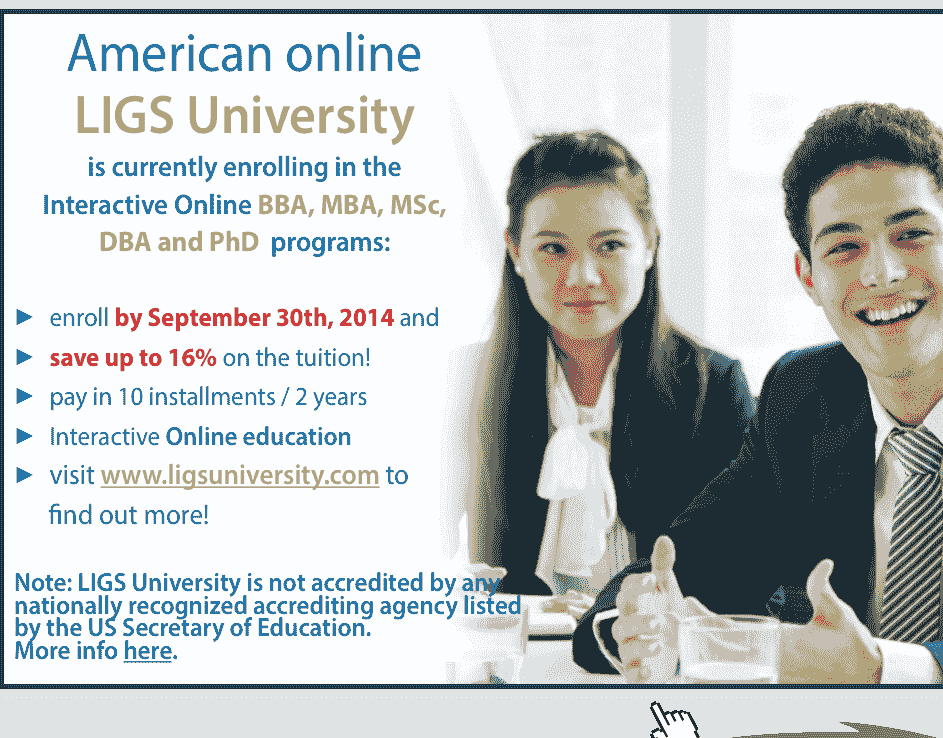 American online
LIGS University
is currently enrolling in the
Interactive Online BBA, MBA, MSc,
DBA and PhD programs:
► enroll by September 30th, 2014 and
► save up to 16% on the tuition!
► pay in 10 installments / 2 years
► Interactive Online education
► visit www.ligsuniversity.com to
find out more!
Note: LIGS University is not accredited by any
nationally recognized accrediting agency listed
by the US Secretary of Education.
More info here.